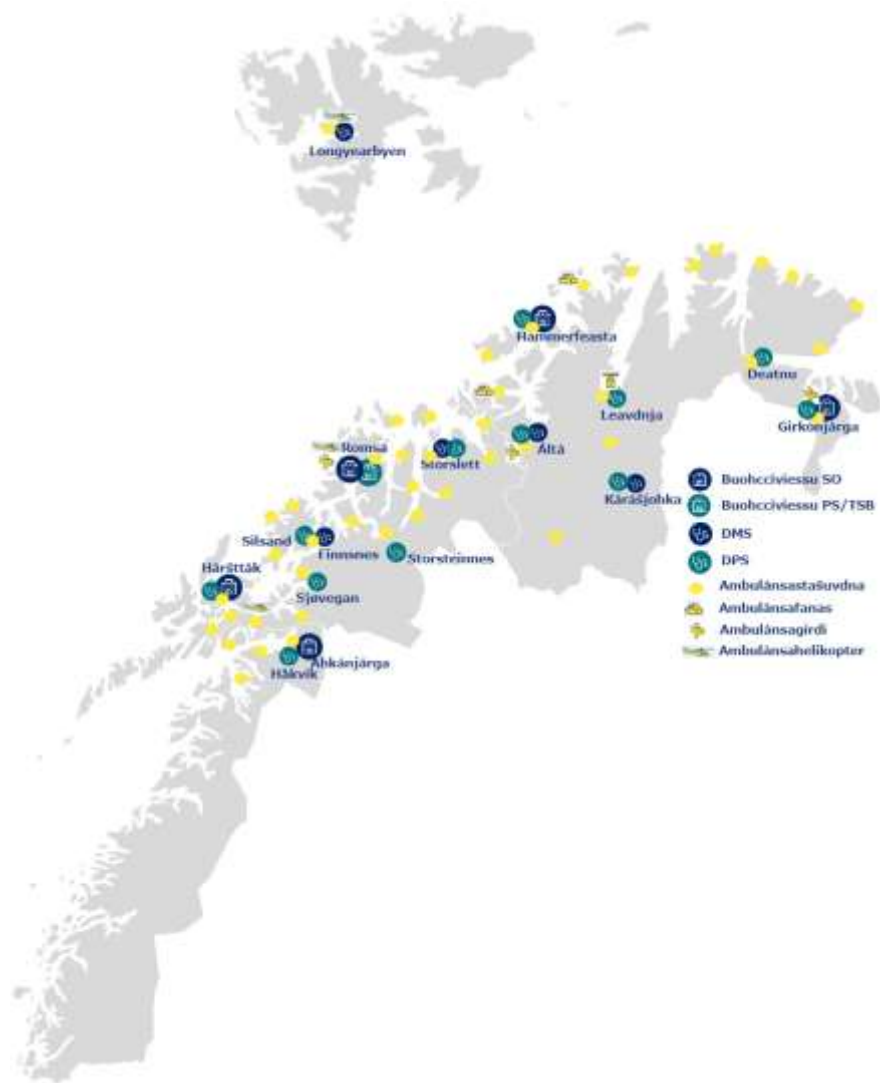 Longyearbyen
Hammerfeasta
Deatnu
Leavdnja
Girkonjárga
Romsa
Storslett
Áltá
Kárášjohka
Silsand
Finnsnes
Storsteinnes
Hárštták
Sjøvegan
Áhkánjárga
Håkvik
Buohcciviessu SO
Buohcciviessu PS/TSB
DMS
DPS
Ambulánsastašuvdna
Ambulánsafanas
Ambulánsagirdi
Ambulánsahelikopter